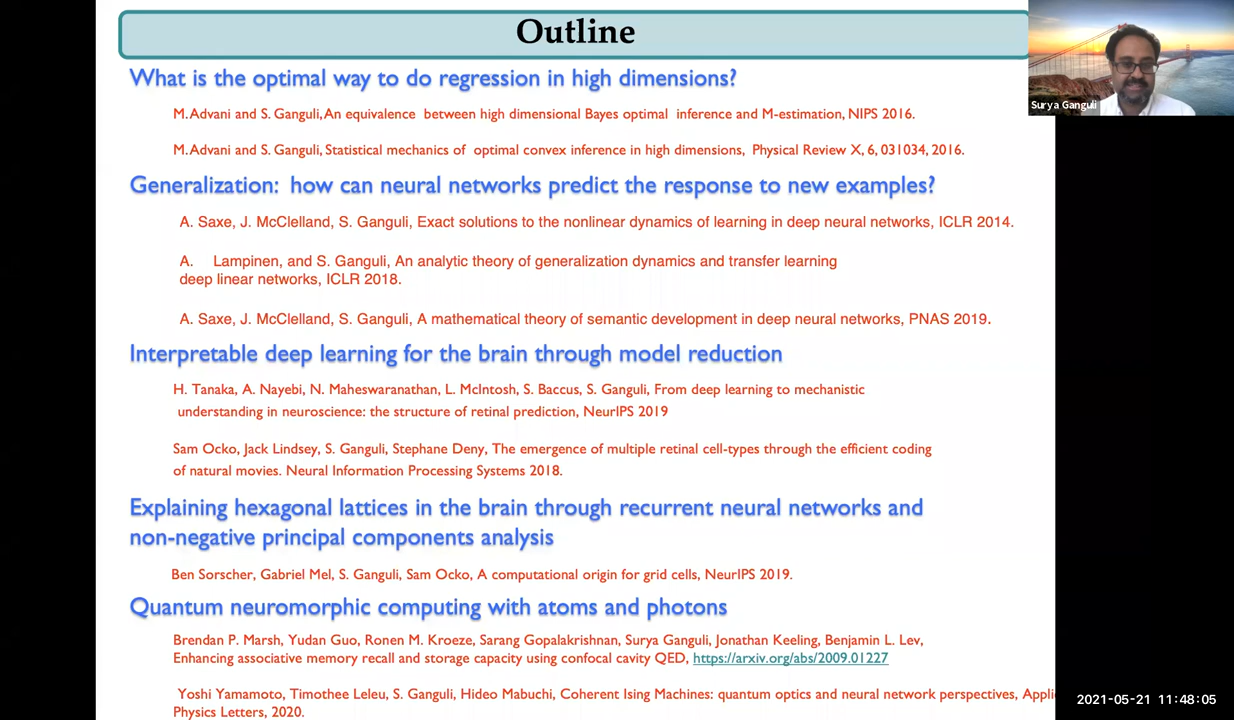 Outline
What is the optimal way to do regression in high dimensions?
M. Advani and S. Ganguli, An equivalence between high dimensional Bayes optimal inference and M-estimation, NIPS 2016.
M. Advani and S. Ganguli, Statistical mechanics of optimal convex inference in high dimensions, Physical Review X, 6, 031034, 2016.
Generalization: how can neural networks predict the response to new examples?
A. Saxe, J. McClelland, S. Ganguli, Exact solutions to the nonlinear dynamics of learning in deep neural networks, ICLR 2014.
A. Lampinen, and S. Ganguli, An analytic theory of generalization dynamics and transfer learning
deep linear networks, ICLR 2018.
A. Saxe, J. McClelland, S. Ganguli, A mathematical theory of semantic development in deep neural networks, PNAS 2019.
Interpretable deep learning for the brain through model reduction
H. Tanaka, A. Nayebi, N. Maheswaranathan, L. McIntosh, S. Baccus, S. Ganguli, From deep learning to mechanistic
understanding in neuroscience: the structure of retinal prediction, NeurIPS 2019
Sam Ocko, Jack Lindsey, S. Ganguli, Stephane Deny, The emergence of multiple retinal cell-types through the efficient coding
of natural movies. Neural Information Processing Systems 2018.
Explaining hexagonal lattices in the brain through recurrent neural networks and
non-negative principal components analysis
Ben Sorscher, Gabriel Mel, S. Ganguli, Sam Ocko, A computational origin for grid cells, NeurIPS 2019.
Quantum neuromorphic computing with atoms and photons
Brendan P. Marsh, Yudan Guo, Ronen M. Kroeze, Sarang Gopalakrishnan, Surya Ganguli, Jonathan Keeling, Benjamin L. Lev,
Enhancing associative memory recall and storage capacity using confocal cavity QED, https://arxiv.org/abs/2009.01227
Yoshi Yamamoto, Timothee Leleu, S. Ganguli, Hideo Mabuchi, Coherent Ising Machines: quantum optics and neural network perspectives, Appli
Physics Letters, 2020.
Surya Ganguli
2021-05-21 11:48:05